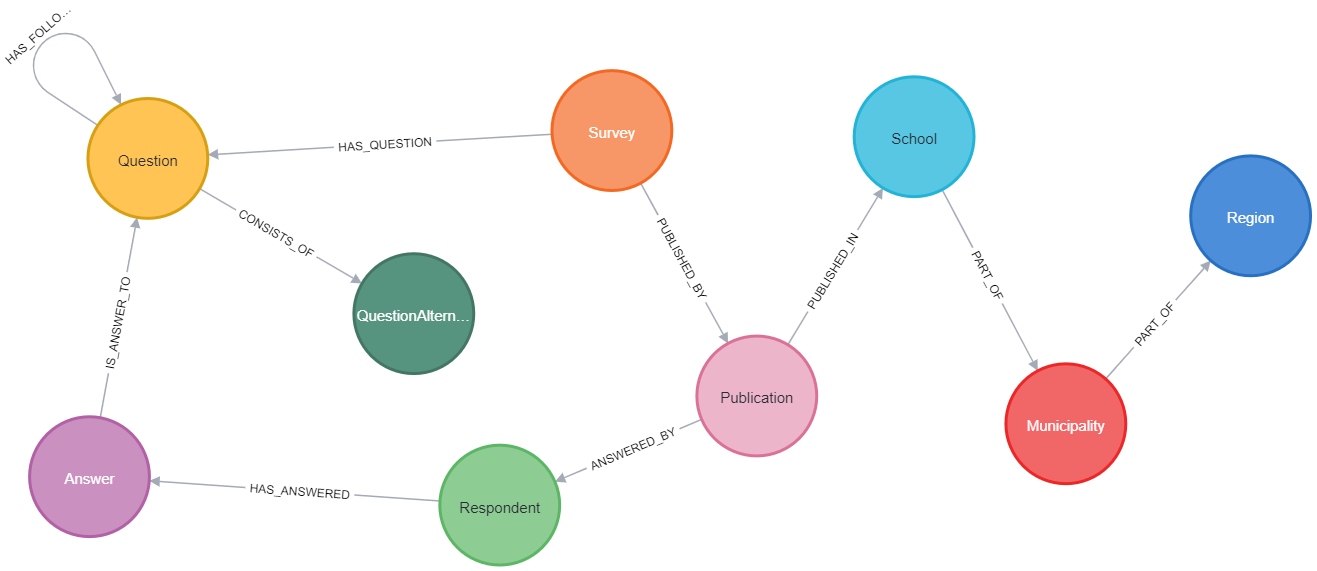 HAS_FOLLO...
Question
HAS_QUESTION
Survey
School
Region
CONSISTS_OF
QuestionAltern...
PUBLISHED_BY
PUBLISHED_IN
PART_OF
PART_OF
IS_ANSWER_TO
Publication
Municipality
ANSWERED_BY
Answer
HAS_ANSWERED
Respondent